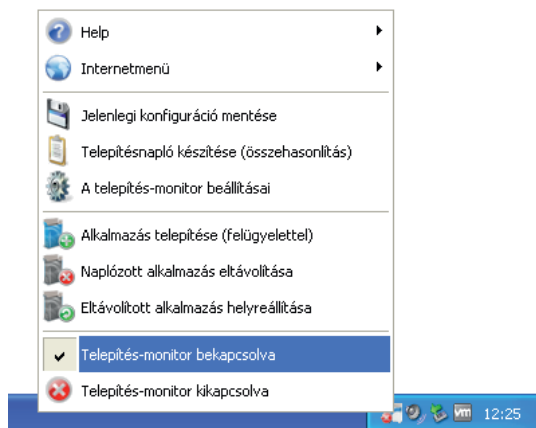 Help
Internetmenü
Jelenlegi konfiguráció mentése
Telepítésnapló készítése (összehasonlítás)
A telepítés-monitor beállításai
Alkalmazás telepítése (felügyelettel)
Naplózott alkalmazás eltávolítása
Eltávolított alkalmazás helyreállítása
Telepítés-monitor bekapcsolva
Telepítés-monitor kikapcsolva
vm 12:25